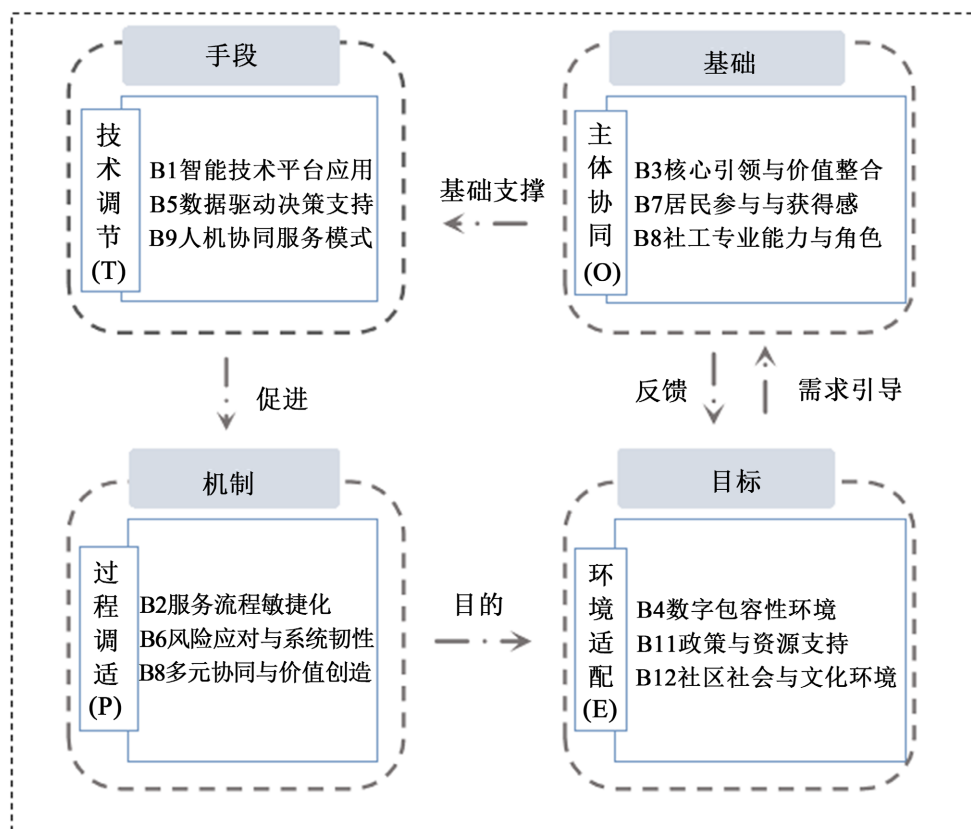 手段
技术调节(T)
B1智能技术平台应用
B5数据驱动决策支持
B9人机协同服务模式
基础支撑
基础
主体协同(O)
B3核心引领与价值整合
B7居民参与与获得感
B8社工专业能力与角色
促进
反馈
需求引导
机制
过程调适(P)
B2服务流程敏捷化
B6风险应对与系统韧性
B8多元协同与价值创造
目的
目标
环境适配(E)
B4数字包容性环境
B11政策与资源支持
B12社区社会与文化环境